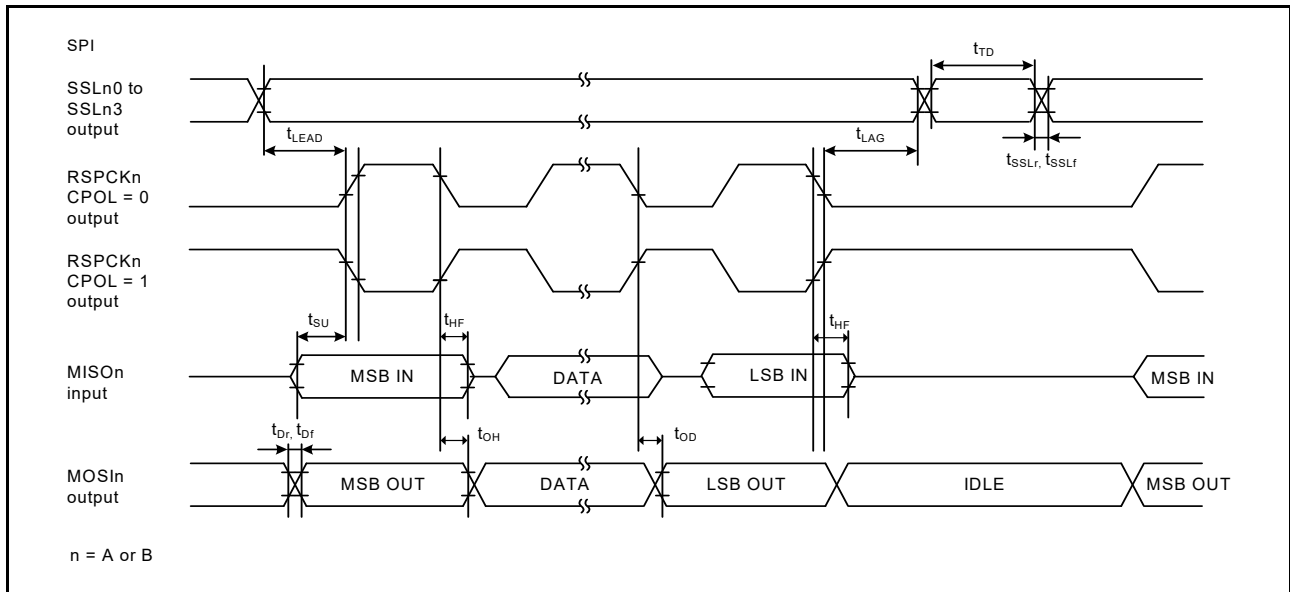 SPI
SSLn0 to
SSLn3
output
tTD
tLEAD
tLAG
tSSLr, tSSLf
RSPCKn
CPOL = 0
output
RSPCKn
CPOL = 1
output
tSU
tHF
tHF
MISOn
input
MSB IN
DATA
LSB IN
MSB IN
tDr, tDf
tOH
tOD
MOSIn
output
MSB OUT
DATA
LSB OUT
IDLE
MSB OUT
n = A or B